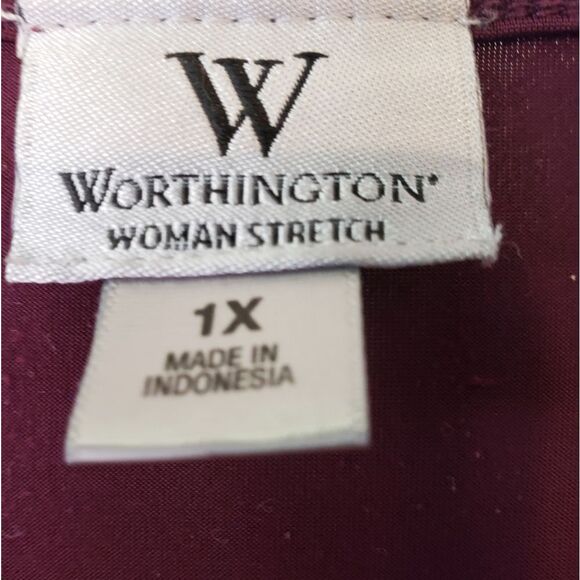 W
WORTHINGTON®
WOMAN STRETCH
1X
MADE IN
INDONESIA